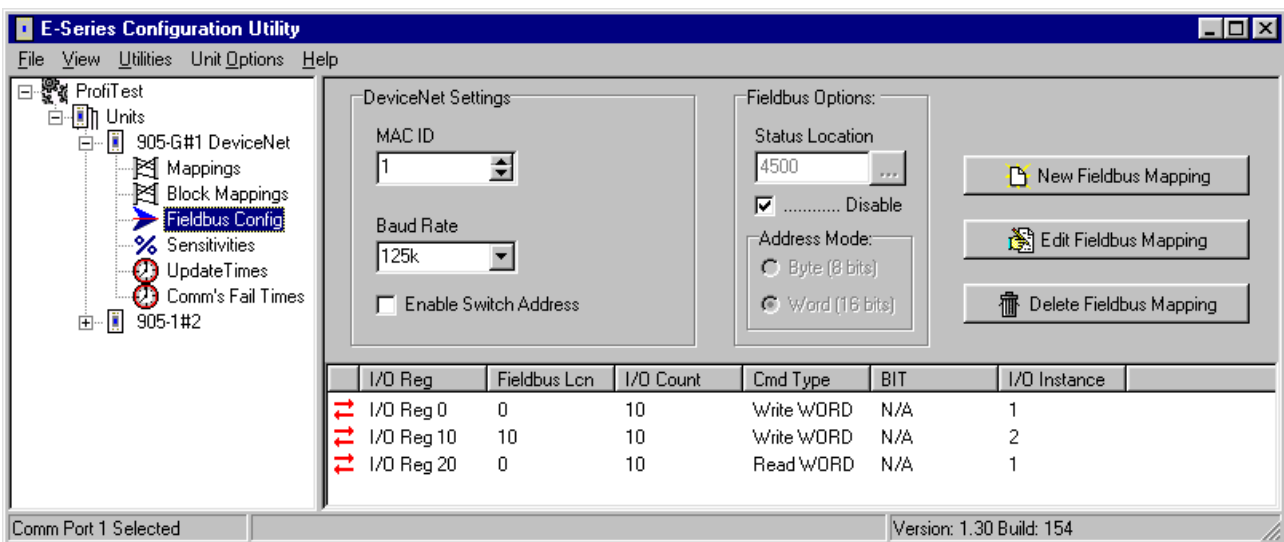 E-Series Configuration Utility
File View Utilities Unit Options Help
ProfiTest
Units
905-G#1 DeviceNet
Mappings
Block Mappings
Fieldbus Config
Sensitivities
UpdateTimes
Comm's Fail Times
905-1#2
DeviceNet Settings
MAC ID
1
Baud Rate
125k
Enable Switch Address
Fieldbus Options:
Status Location
4500 ...
............ Disable
Address Mode:
Byte (8 bits)
Word (16 bits)
New Fieldbus Mapping
Edit Fieldbus Mapping
Delete Fieldbus Mapping
I/O Reg Fieldbus Lcn I/O Count Cmd Type BIT I/O Instance
I/O Reg 0 0 10 Write WORD N/A 1
I/O Reg 10 10 10 Write WORD N/A 2
I/O Reg 20 0 10 Read WORD N/A 1
Comm Port 1 Selected Version: 1.30 Build: 154